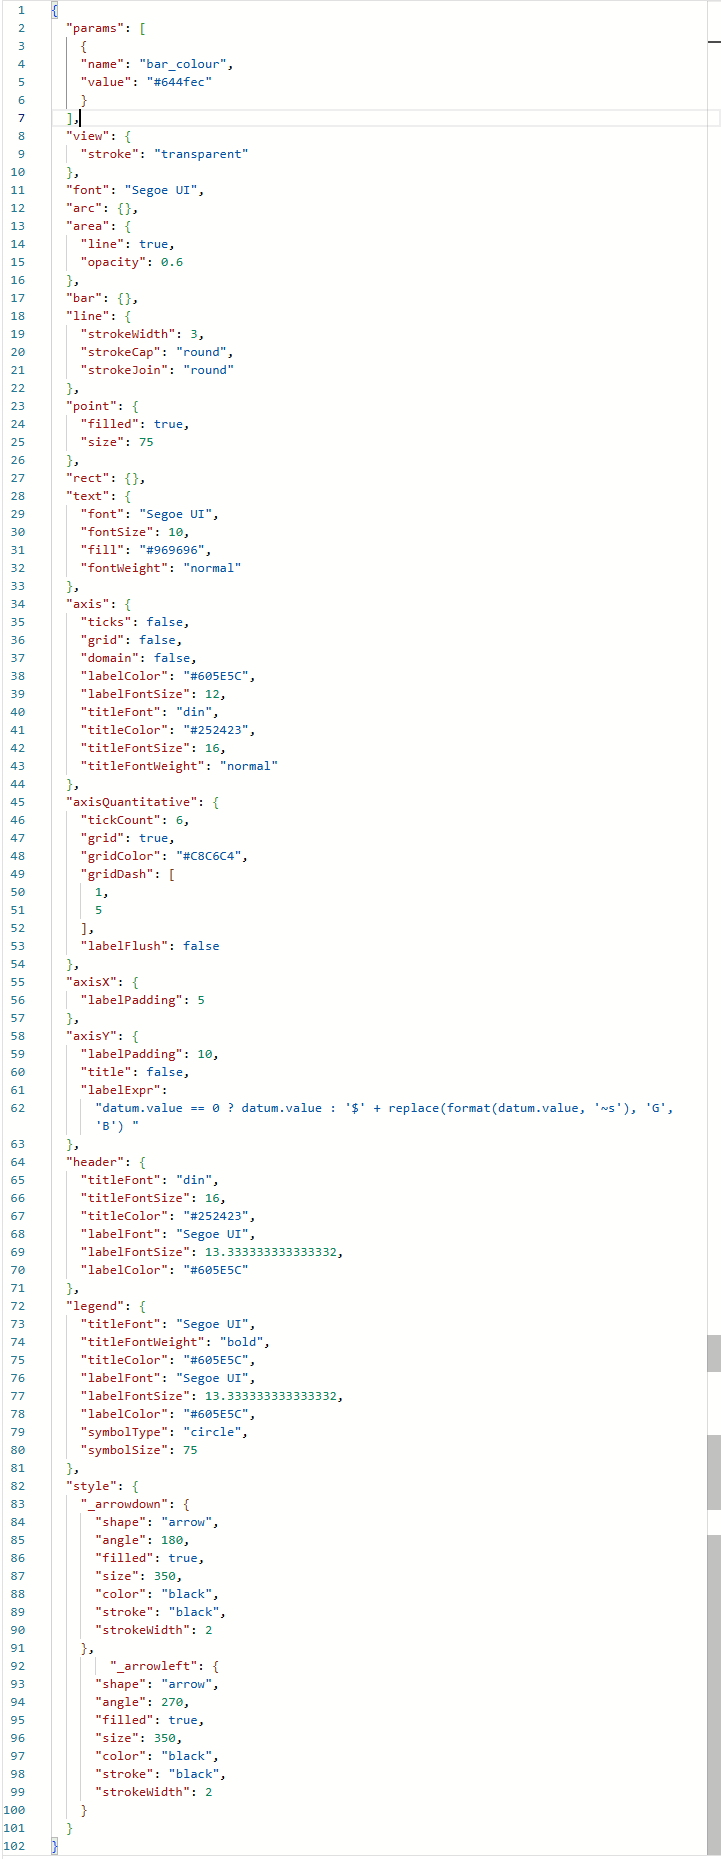 1 {
2   "params": [
3     {
4     "name": "bar_colour",
5     "value": "#644fec"
6     }
7   ],
8   "view": {
9     "stroke": "transparent"
10   },
11   "font": "Segoe UI",
12   "arc": {},
13   "area": {
14     "line": true,
15     "opacity": 0.6
16   },
17   "bar": {},
18   "line": {
19     "strokeWidth": 3,
20     "strokeCap": "round",
21     "strokeJoin": "round"
22   },
23   "point": {
24     "filled": true,
25     "size": 75
26   },
27   "rect": {},
28   "text": {
29     "font": "Segoe UI",
30     "fontSize": 10,
31     "fill": "#969696",
32     "fontWeight": "normal"
33   },
34   "axis": {
35     "ticks": false,
36     "grid": false,
37     "domain": false,
38     "labelColor": "#605E5C",
39     "labelFontSize": 12,
40     "titleFont": "din",
41     "titleColor": "#252423",
42     "titleFontSize": 16,
43     "titleFontWeight": "normal"
44   },
45   "axisQuantitative": {
46     "tickCount": 6,
47     "grid": true,
48     "gridColor": "#C8C6C4",
49     "gridDash": [
50       1,
51       5
52     ],
53     "labelFlush": false
54   },
55   "axisX": {
56     "labelPadding": 5
57   },
58   "axisY": {
59     "labelPadding": 10,
60     "title": false,
61     "labelExpr":
62       "datum.value == 0 ? datum.value : '$' + replace(format(datum.value, '~s'), 'G',
      'B') "
63   },
64   "header": {
65     "titleFont": "din",
66     "titleFontSize": 16,
67     "titleColor": "#252423",
68     "labelFont": "Segoe UI",
69     "labelFontSize": 13.333333333333332,
70     "labelColor": "#605E5C"
71   },
72   "legend": {
73     "titleFont": "Segoe UI",
74     "titleFontWeight": "bold",
75     "titleColor": "#605E5C",
76     "labelFont": "Segoe UI",
77     "labelFontSize": 13.333333333333332,
78     "labelColor": "#605E5C",
79     "symbolType": "circle",
80     "symbolSize": 75
81   },
82   "style": {
83     "_arrowdown": {
84       "shape": "arrow",
85       "angle": 180,
86       "filled": true,
87       "size": 350,
88       "color": "black",
89       "stroke": "black",
90       "strokeWidth": 2
91     },
92         "_arrowleft": {
93       "shape": "arrow",
94       "angle": 270,
95       "filled": true,
96       "size": 350,
97       "color": "black",
98       "stroke": "black",
99       "strokeWidth": 2
100     }
101   }
102 }